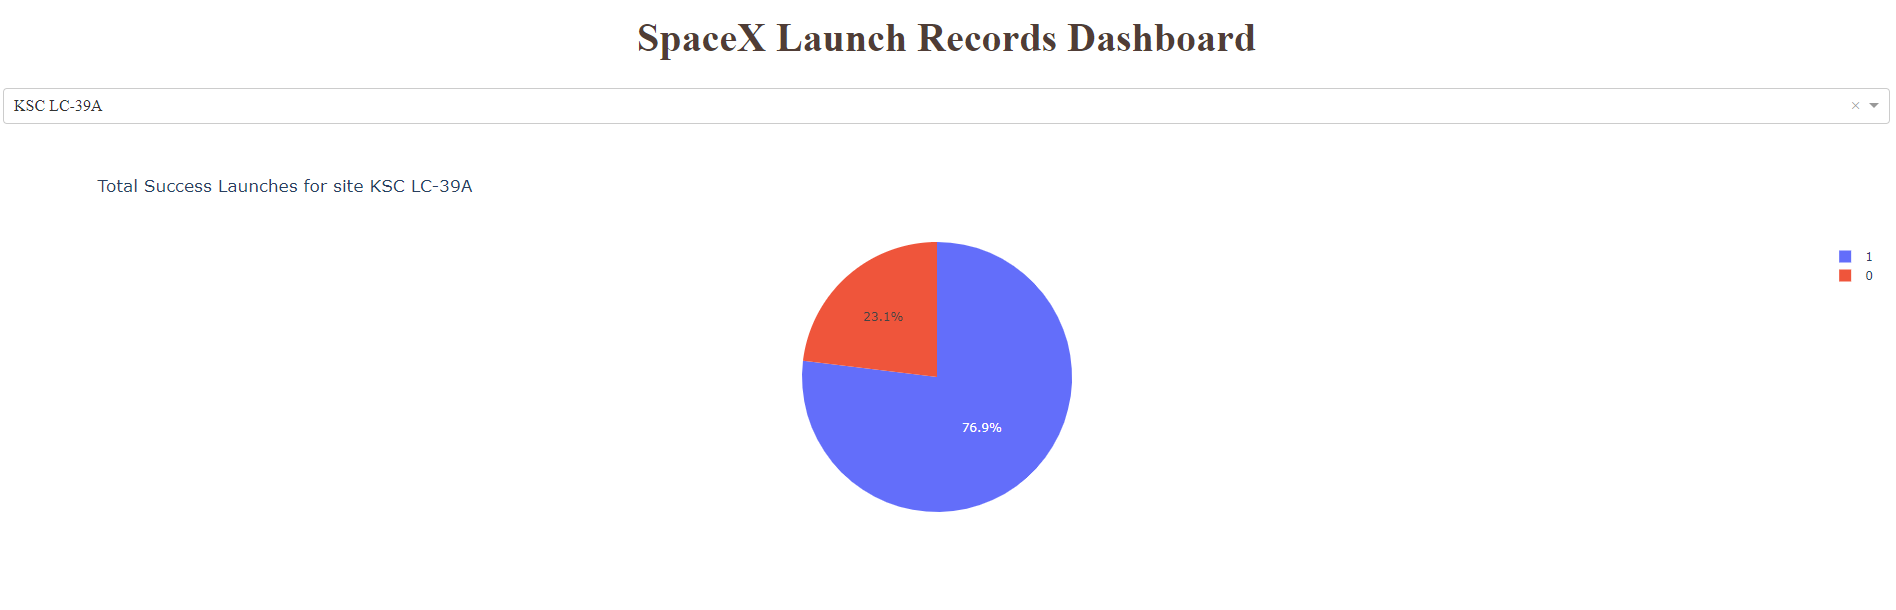 SpaceX Launch Records Dashboard
KSC LC-39A
×
Total Success Launches for site KSC LC-39A
1
0
23.1%
76.9%